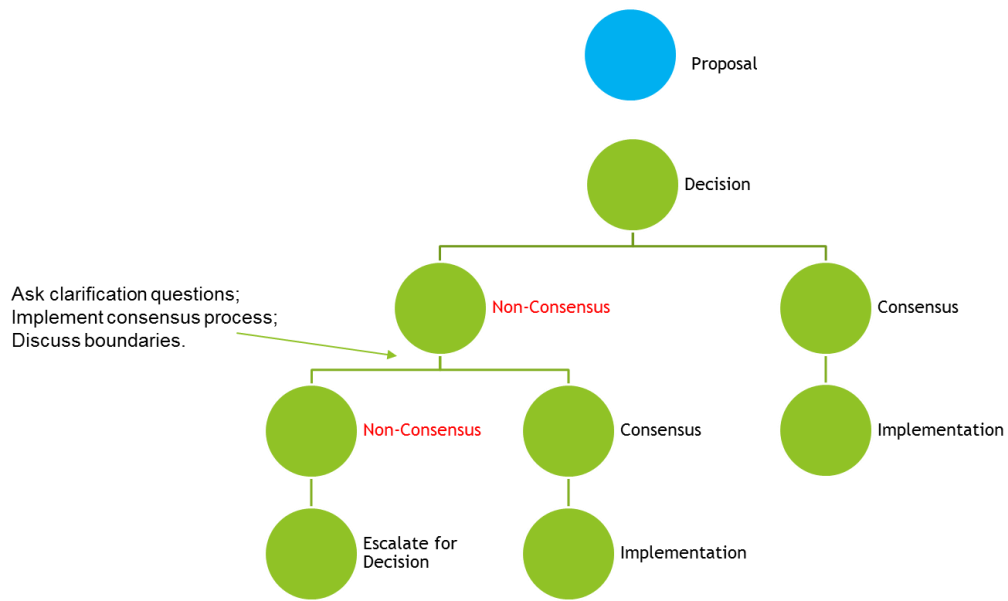 Proposal
Decision
Non-Consensus
Consensus
Ask clarification questions;
Implement consensus process;
Discuss boundaries.
Non-Consensus
Consensus
Implementation
Escalate for
Decision
Implementation